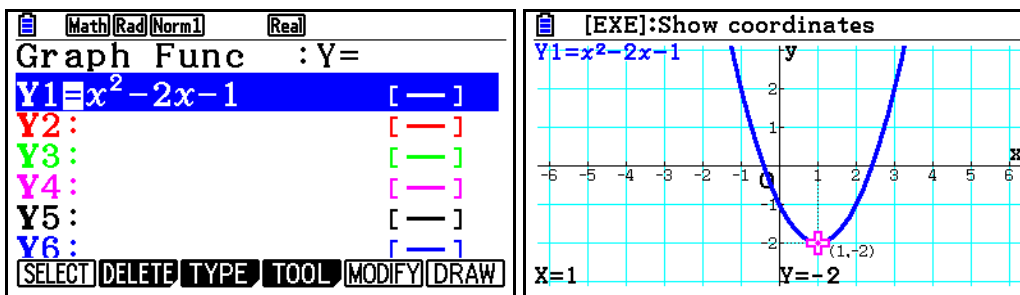 Math Rad Norm1 Real
Graph Func :Y=
Y1=x²-2x-1 [—]
Y2: [—]
Y3: [—]
Y4: [—]
Y5: [—]
Y6: [—]
SELECT DELETE TYPE TOOL MODIFY DRAW
[EXE]:Show coordinates
Y1=x²-2x-1
y
2
1
x
-6 -5 -4 -3 -2 -1 O 1 2 3 4 5 6
-1
-2
(1,-2)
X=1 Y=-2